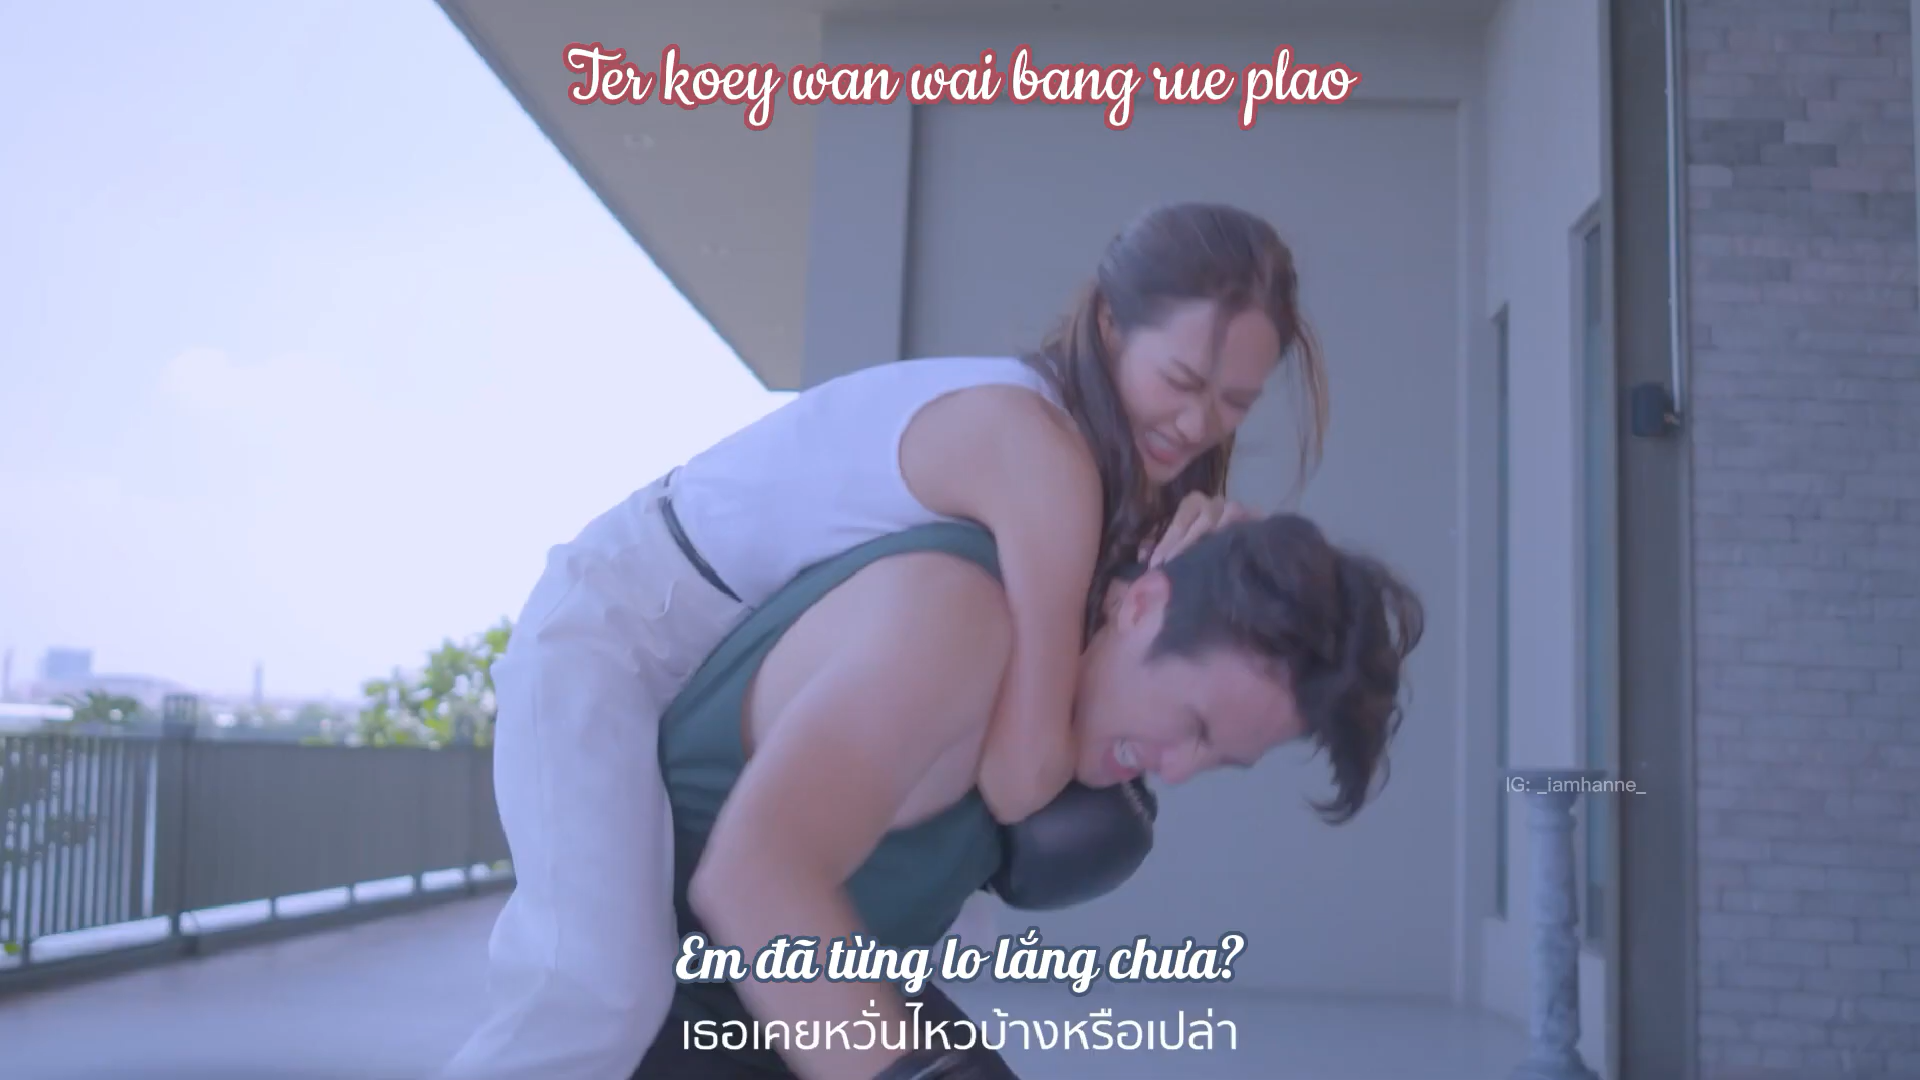 Ter koey wan wai bang rue plao
IG: _iamhanne_
Em đã từng lo lắng chưa?
เธอเคยหวั่นไหวบ้างหรือเปล่า